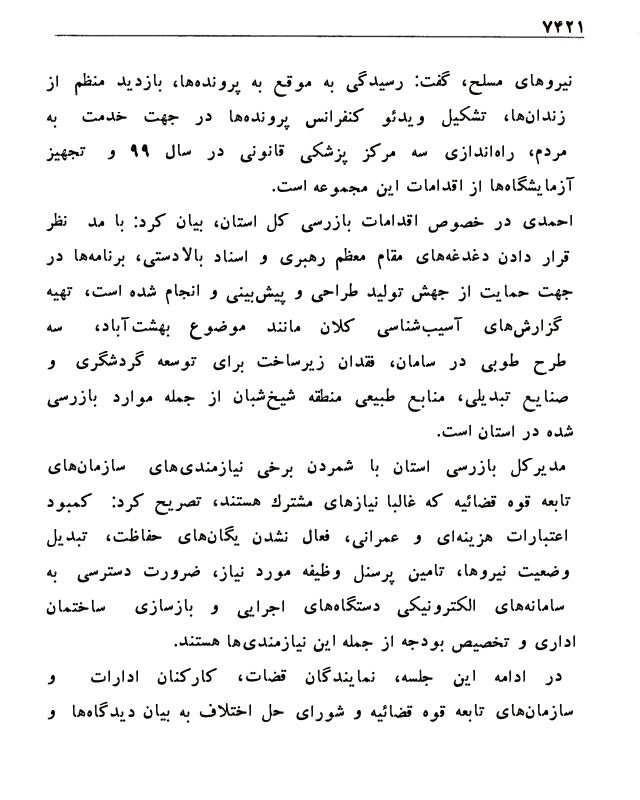 ۷۴۲۱
نیروهای مسلح، گفت: رسیدگی به موقع به پرونده‌ها، بازدید منظم از
زندان‌ها، تشکیل ویدئو کنفرانس پرونده‌ها در جهت خدمت به
مردم، راه‌اندازی سه مرکز پزشکی قانونی در سال ۹۹ و تجهیز
آزمایشگاه‌ها از اقدامات این مجموعه است.
احمدی در خصوص اقدامات بازرسی کل استان، بیان کرد: با مد نظر
قرار دادن دغدغه‌های مقام معظم رهبری و اسناد بالادستی، برنامه‌ها در
جهت حمایت از جهش تولید طراحی و پیش‌بینی و انجام شده است، تهیه
گزارش‌های آسیب‌شناسی کلان مانند موضوع بهشت‌آباد، سه
طرح طوبی در سامان، فقدان زیرساخت برای توسعه گردشگری و
صنایع تبدیلی، منابع طبیعی منطقه شیخ‌شبان از جمله موارد بازرسی
شده در استان است.
مدیرکل بازرسی استان با شمردن برخی نیازمندی‌های سازمان‌های
تابعه قوه قضائیه که غالبا نیازهای مشترك هستند، تصریح کرد: کمبود
اعتبارات هزینه‌ای و عمرانی، فعال نشدن یگان‌های حفاظت، تبدیل
وضعیت نیروها، تامین پرسنل وظیفه مورد نیاز، ضرورت دسترسی به
سامانه‌های الکترونیکی دستگاه‌های اجرایی و بازسازی ساختمان
اداری و تخصیص بودجه از جمله این نیازمندی‌ها هستند.
در ادامه این جلسه، نمایندگان قضات، کارکنان ادارات و
سازمان‌های تابعه قوه قضائیه و شورای حل اختلاف به بیان دیدگاه‌ها و